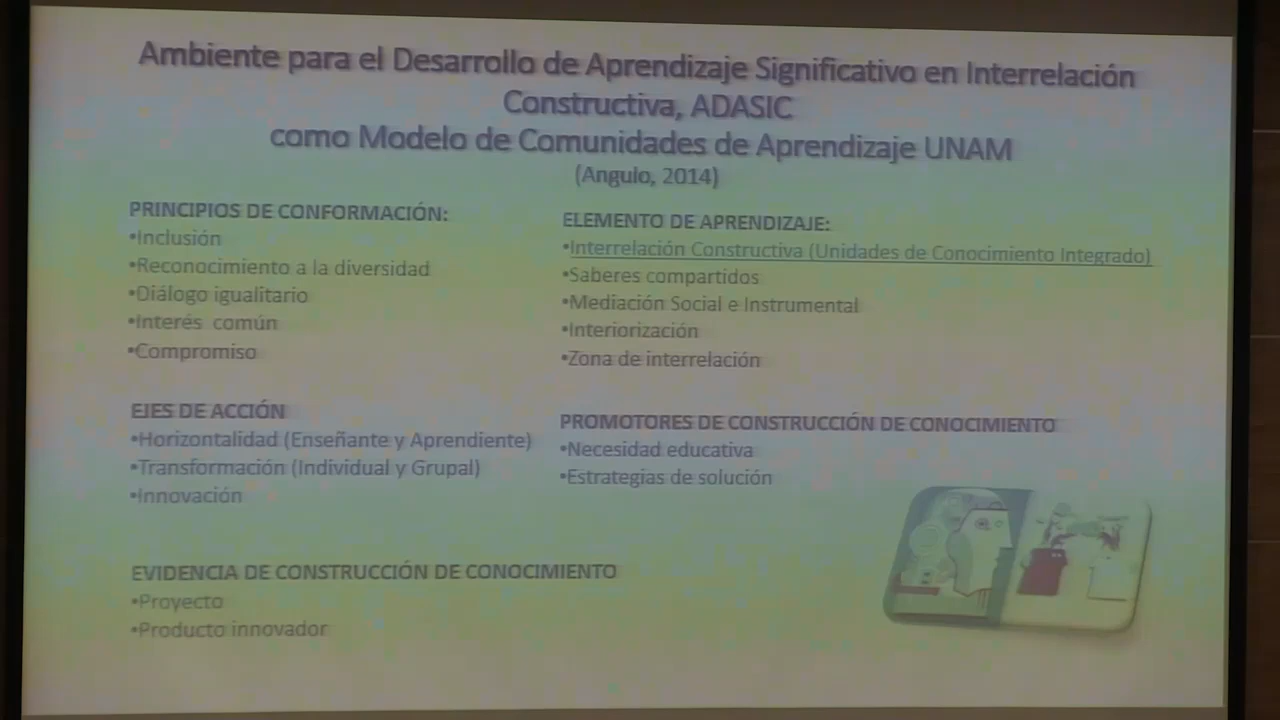 Ambiente para el Desarrollo de Aprendizaje Significativo en Interrelación
Constructiva, ADASIC
como Modelo de Comunidades de Aprendizaje UNAM
(Angulo, 2014)
PRINCIPIOS DE CONFORMACIÓN:
•Inclusión
•Reconocimiento a la diversidad
•Diálogo igualitario
•Interés común
•Compromiso
ELEMENTO DE APRENDIZAJE:
•Interrelación Constructiva (Unidades de Conocimiento Integrado)
•Saberes compartidos
•Mediación Social e Instrumental
•Interiorización
•Zona de interrelación
EJES DE ACCIÓN
•Horizontalidad (Enseñante y Aprendiente)
•Transformación (Individual y Grupal)
•Innovación
PROMOTORES DE CONSTRUCCIÓN DE CONOCIMIENTO
•Necesidad educativa
•Estrategias de solución
EVIDENCIA DE CONSTRUCCIÓN DE CONOCIMIENTO
•Proyecto
•Producto innovador